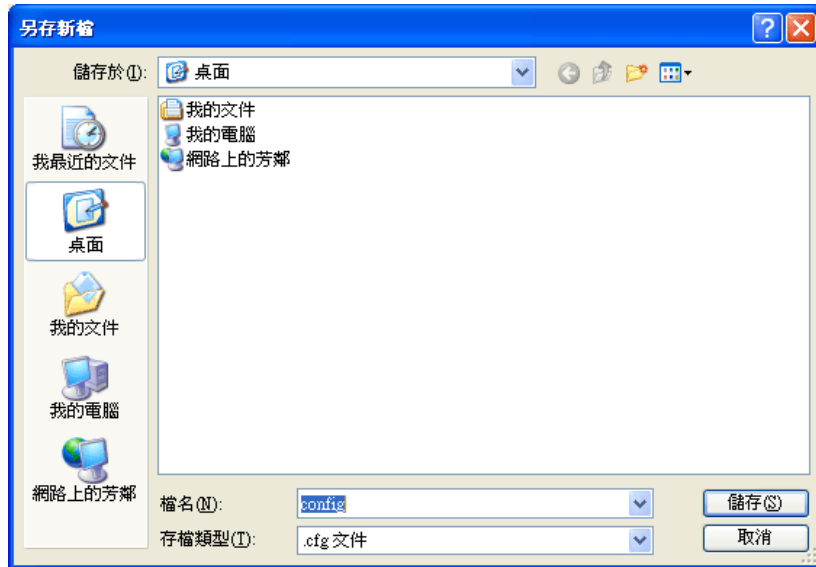 另存新檔
儲存於(I):
桌面
我的文件
我的電腦
網路上的芳鄰
我最近的文件
桌面
我的文件
我的電腦
網路上的芳鄰
檔名(N):
config
儲存(S)
存檔類型(T):
.cfg 文件
取消